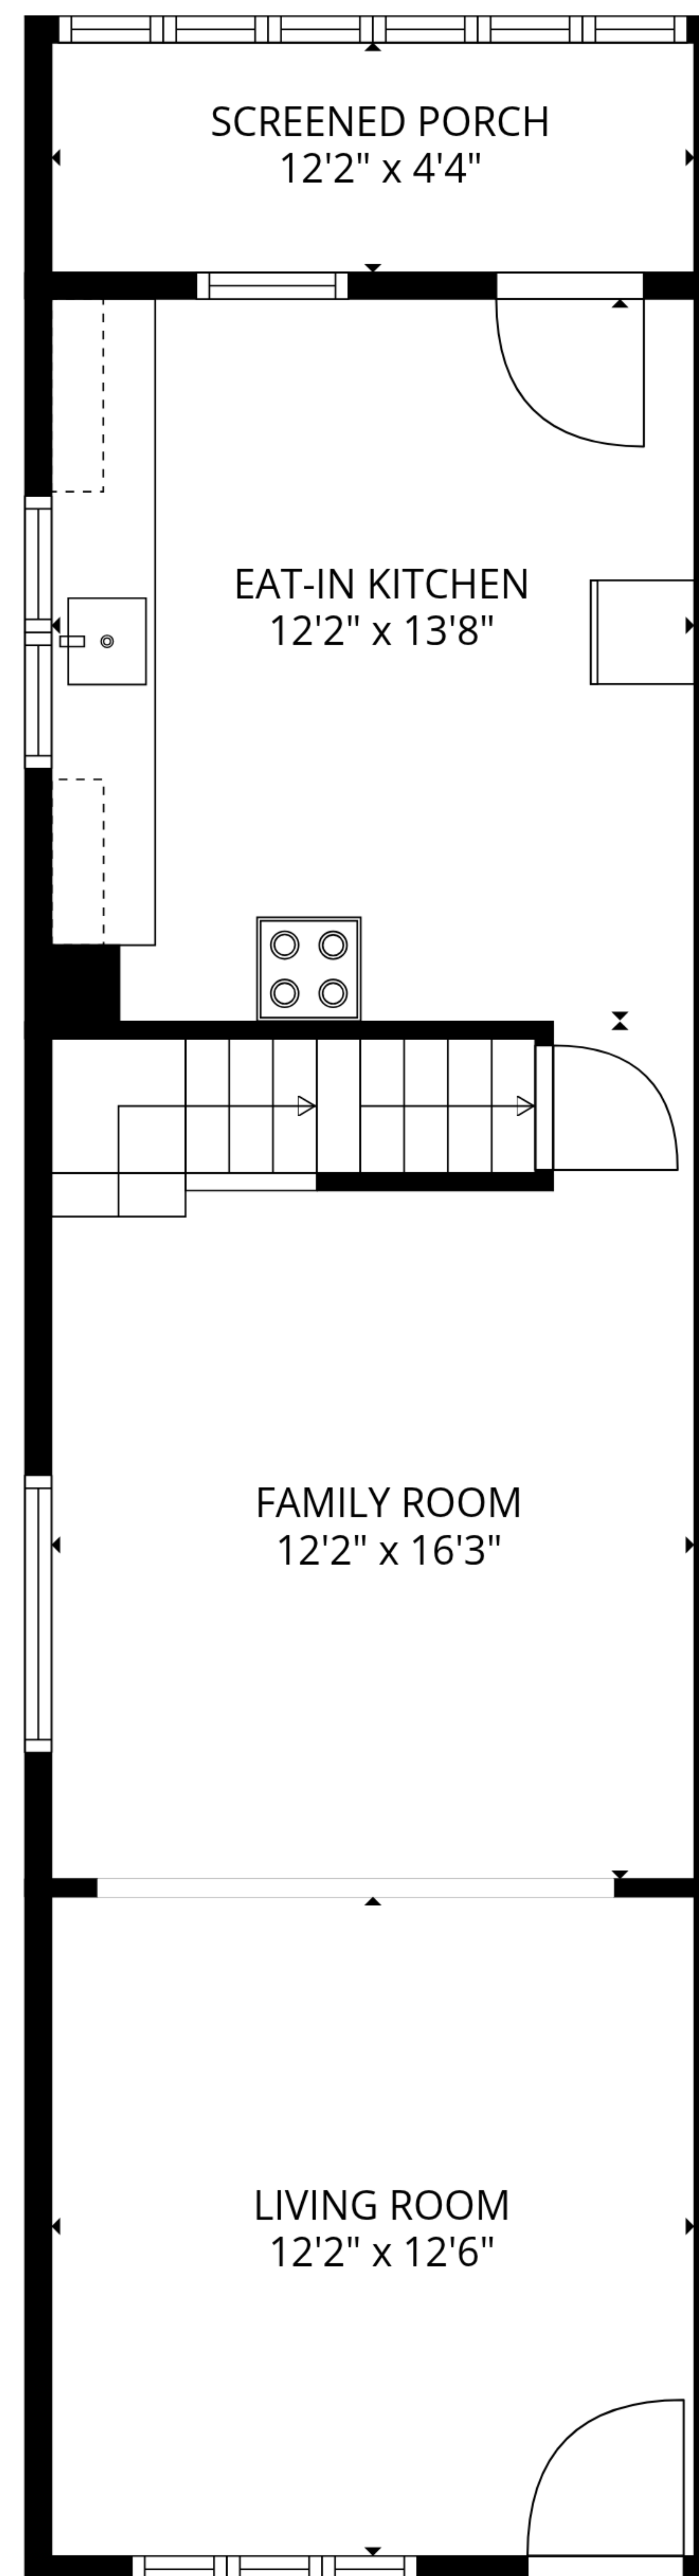 SCREENED PORCH
12'2" x 4'4"
EAT-IN KITCHEN
12'2" x 13'8"
FAMILY ROOM
12'2" x 16'3"
LIVING ROOM
12'2" x 12'6"